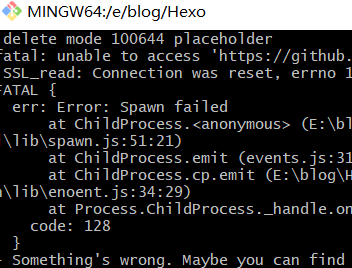 MINGW64:/e/blog/Hexo
delete mode 100644 placeholder
fatal: unable to access 'https://github.
SSL_read: Connection was reset, errno 1
FATAL {
err: Error: Spawn failed
at ChildProcess.<anonymous> (E:\bl
\lib\spawn.js:51:21)
at ChildProcess.emit (events.js:31
at ChildProcess.cp.emit (E:\blog\H
\lib\enoent.js:34:29)
at Process.ChildProcess._handle.on
code: 128
}
Something's wrong. Maybe you can find